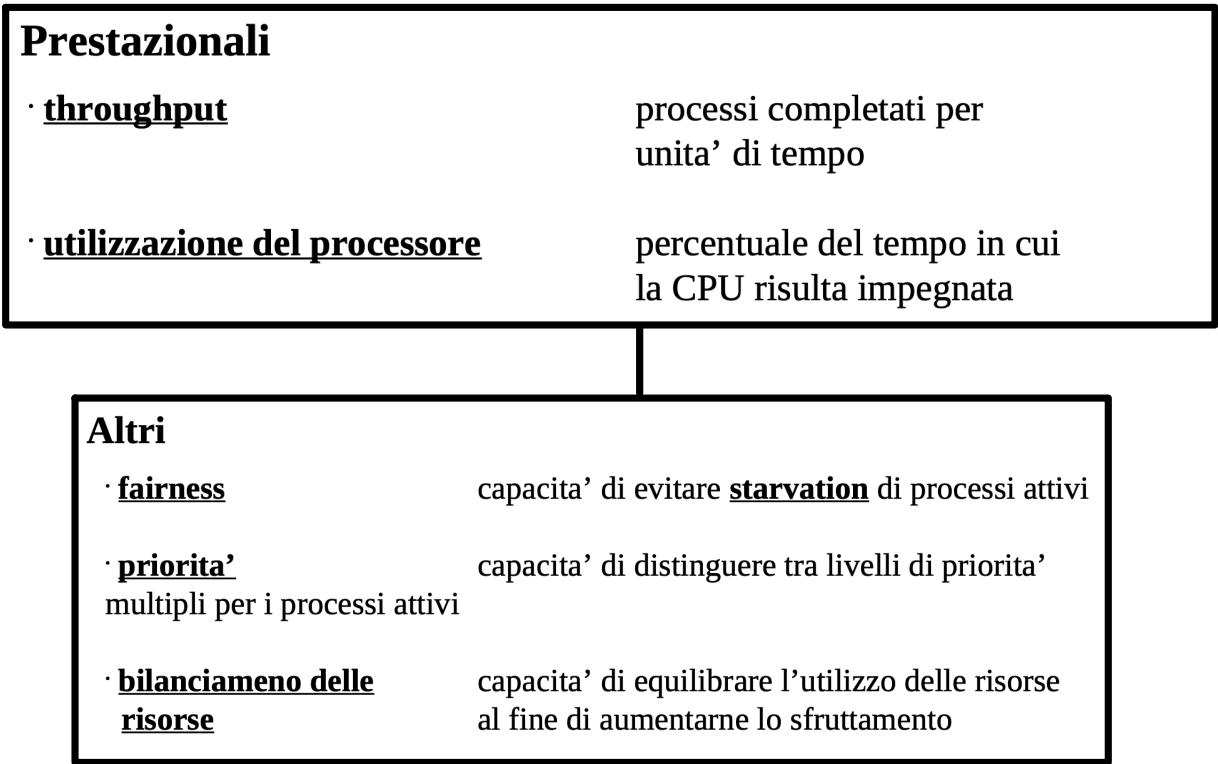 Prestazionali
· throughput processi completati per
unita’ di tempo
· utilizzazione del processore percentuale del tempo in cui
la CPU risulta impegnata
Altri
· fairness capacita’ di evitare starvation di processi attivi
· priorita’ capacita’ di distinguere tra livelli di priorita’
multipli per i processi attivi
· bilanciameno delle capacita’ di equilibrare l’utilizzo delle risorse
risorse al fine di aumentarne lo sfruttamento